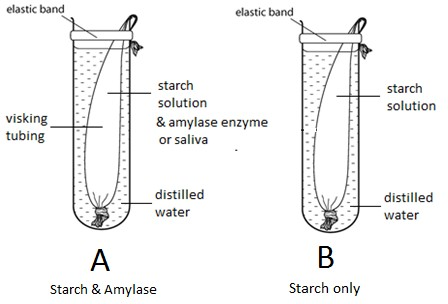 elastic band
starch
solution
& amylase enzyme
or saliva
visking
tubing
distilled
water
A
Starch & Amylase
elastic band
starch
solution
distilled
water
B
Starch only